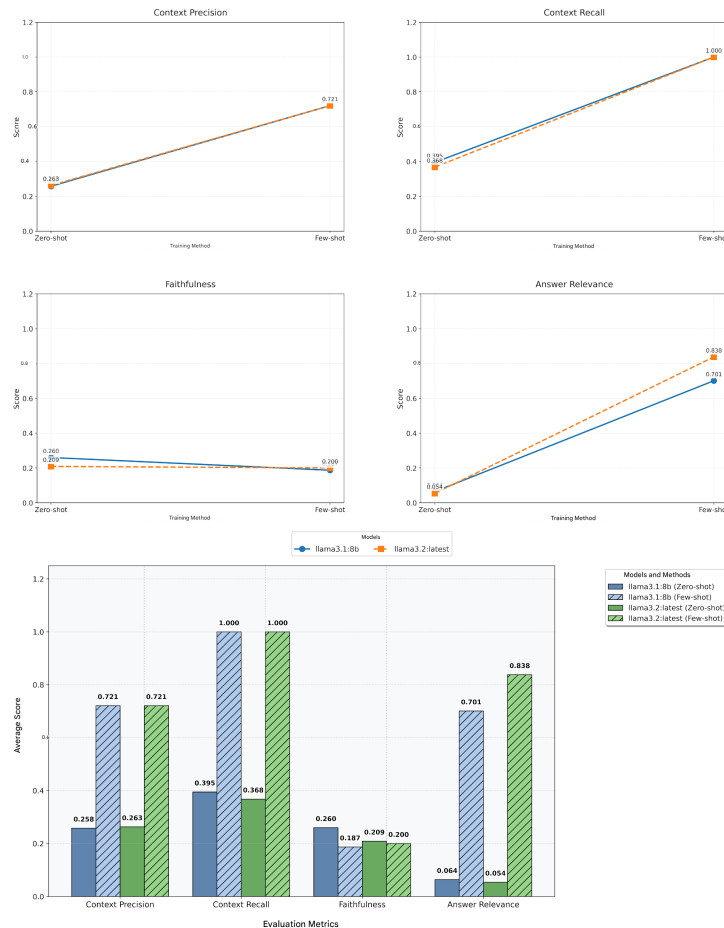 Context Precision
Context Recall
1.2
1.0
0.8
0.6
0.4
0.2
0.0
Score
0.721
0.263
Zero-shot
Few-shot
Training Method
1.2
1.0
0.8
0.6
0.4
0.2
0.0
Score
1.000
0.395
0.368
Zero-shot
Few-shot
Training Method
Faithfulness
Answer Relevance
1.2
1.0
0.8
0.6
0.4
0.2
0.0
Score
0.260
0.209
0.200
Zero-shot
Few-shot
Training Method
1.2
1.0
0.8
0.6
0.4
0.2
0.0
Score
0.838
0.701
0.054
Zero-shot
Few-shot
Training Method
Models
llama3.1:8b
llama3.2:latest
1.2
1.0
0.8
0.6
0.4
0.2
0.0
Average Score
0.258
0.721
0.263
0.721
0.395
1.000
0.368
1.000
0.260
0.187
0.209
0.200
0.064
0.701
0.054
0.838
Context Precision
Context Recall
Faithfulness
Answer Relevance
Evaluation Metrics
Models and Methods
llama3.1:8b (Zero-shot)
llama3.1:8b (Few-shot)
llama3.2:latest (Zero-shot)
llama3.2:latest (Few-shot)